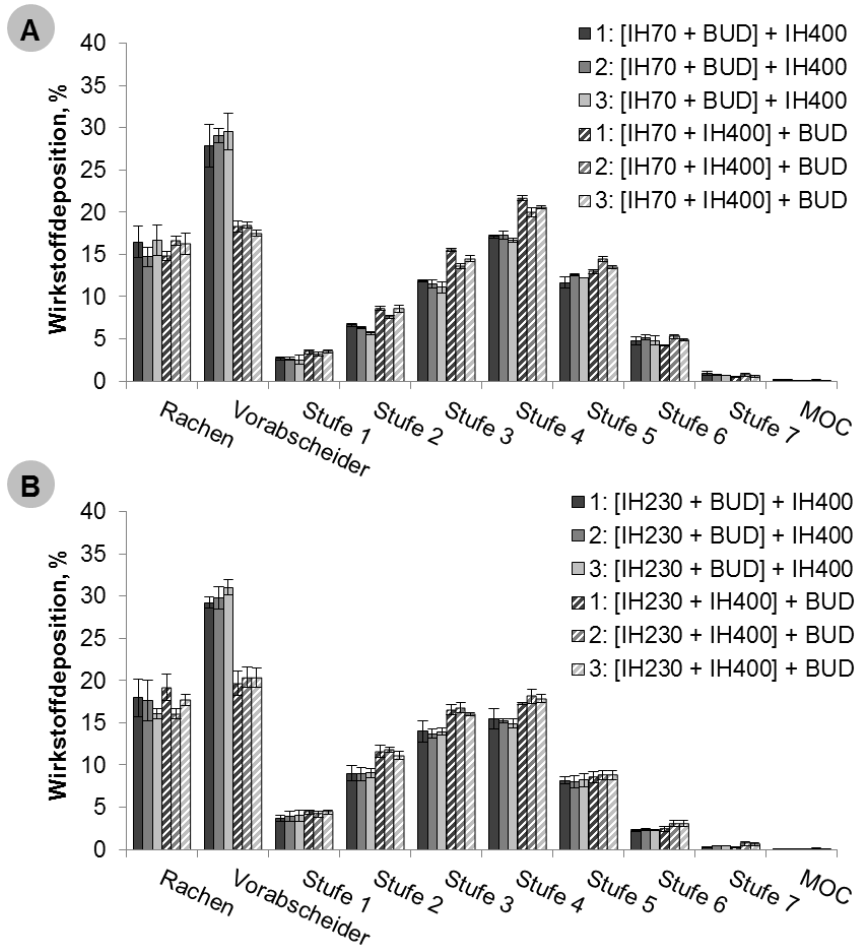 A
Wirkstoffdeposition, %
40
35
30
25
20
15
10
5
0
1: [IH70 + BUD] + IH400
2: [IH70 + BUD] + IH400
3: [IH70 + BUD] + IH400
1: [IH70 + IH400] + BUD
2: [IH70 + IH400] + BUD
3: [IH70 + IH400] + BUD
Rachen
Vorabscheider
Stufe 1
Stufe 2
Stufe 3
Stufe 4
Stufe 5
Stufe 6
Stufe 7
MOC
B
Wirkstoffdeposition, %
40
35
30
25
20
15
10
5
0
1: [IH230 + BUD] + IH400
2: [IH230 + BUD] + IH400
3: [IH230 + BUD] + IH400
1: [IH230 + IH400] + BUD
2: [IH230 + IH400] + BUD
3: [IH230 + IH400] + BUD
Rachen
Vorabscheider
Stufe 1
Stufe 2
Stufe 3
Stufe 4
Stufe 5
Stufe 6
Stufe 7
MOC